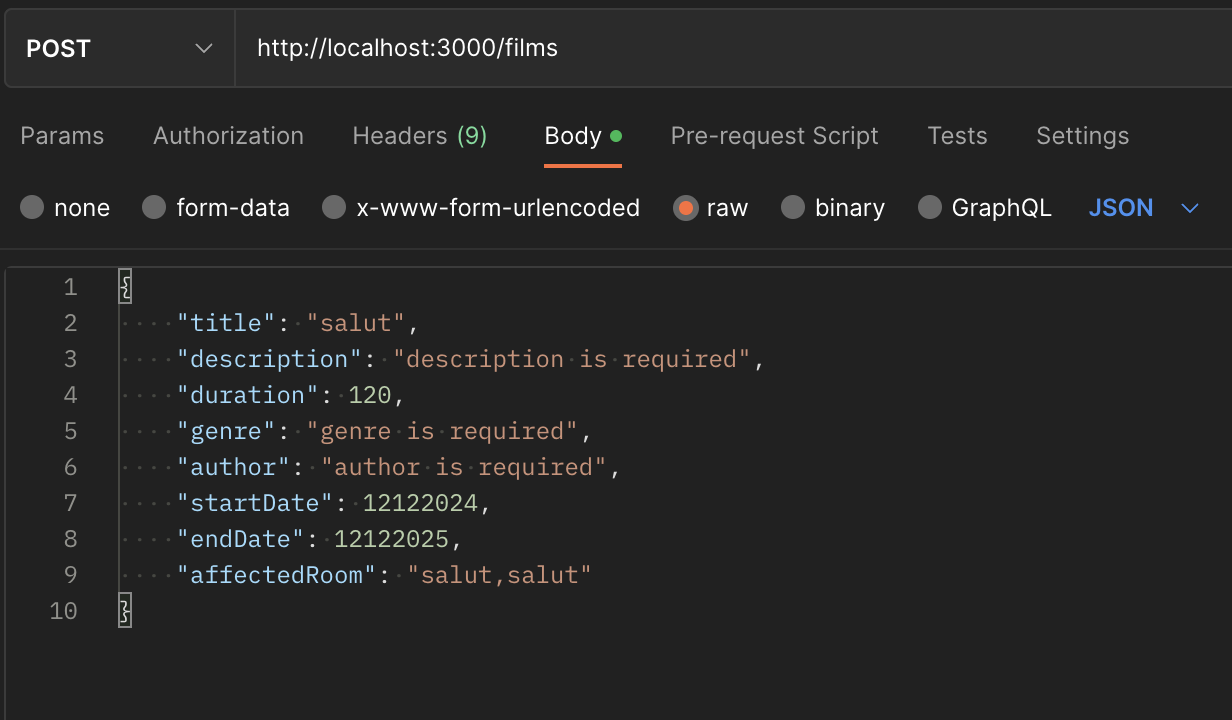 POST http://localhost:3000/films
Params Authorization Headers (9) Body Pre-request Script Tests Settings
none form-data x-www-form-urlencoded raw binary GraphQL JSON
1 {
2 "title": "salut",
3 "description": "description is required",
4 "duration": 120,
5 "genre": "genre is required",
6 "author": "author is required",
7 "startDate": 12122024,
8 "endDate": 12122025,
9 "affectedRoom": "salut,salut"
10 }